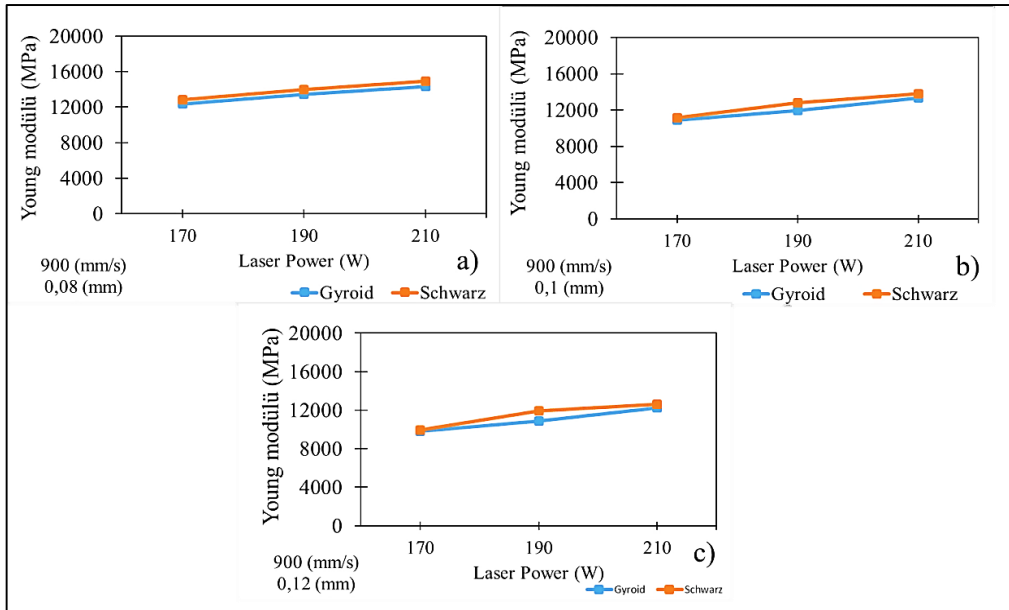 Young modülü (MPa)
20000
16000
12000
8000
4000
0
170 190 210
Laser Power (W)
a)
900 (mm/s)
0,08 (mm)
Gyroid Schwarz
Young modülü (MPa)
20000
16000
12000
8000
4000
0
170 190 210
Laser Power (W)
b)
900 (mm/s)
0,1 (mm)
Gyroid Schwarz
Young modülü (MPa)
20000
16000
12000
8000
4000
0
170 190 210
Laser Power (W)
c)
900 (mm/s)
0,12 (mm)
Gyroid Schwarz